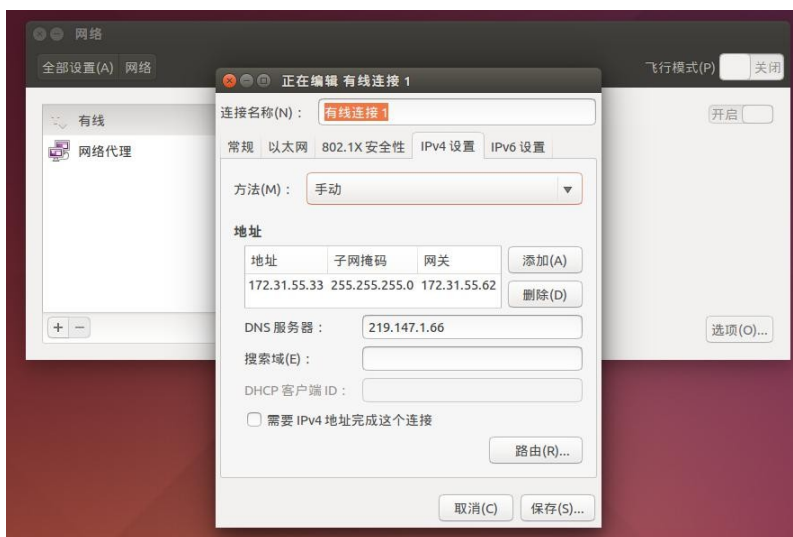 网络
全部设置(A) 网络
飞行模式(P) 关闭
有线
网络代理
开启
选项(O)...
正在编辑 有线连接 1
连接名称(N)： 有线连接 1
常规 以太网 802.1X 安全性 IPv4 设置 IPv6 设置
方法(M)： 手动
地址
地址 子网掩码 网关 添加(A)
172.31.55.33 255.255.255.0 172.31.55.62 删除(D)
DNS 服务器： 219.147.1.66
搜索域(E)：
DHCP 客户端 ID：
需要 IPv4 地址完成这个连接
路由(R)...
取消(C) 保存(S)...